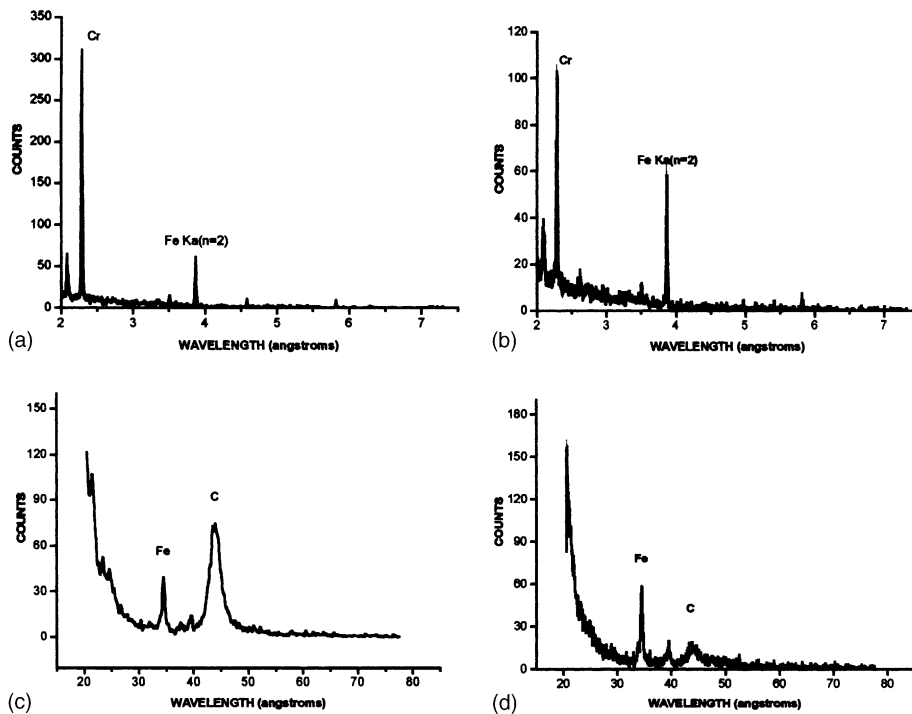 350
300
250
200
150
100
50
0
COUNTS
Cr
Fe Ka(n=2)
2 3 4 5 6 7
WAVELENGTH (angstroms)
(a)
120
100
80
60
40
20
0
COUNTS
Cr
Fe Ka(n=2)
2 3 4 5 6 7
WAVELENGTH (angstroms)
(b)
150
120
90
60
30
0
COUNTS
Fe
C
20 30 40 50 60 70 80
WAVELENGTH (angstroms)
(c)
180
150
120
90
60
30
0
COUNTS
Fe
C
20 30 40 50 60 70 80
WAVELENGTH (angstroms)
(d)